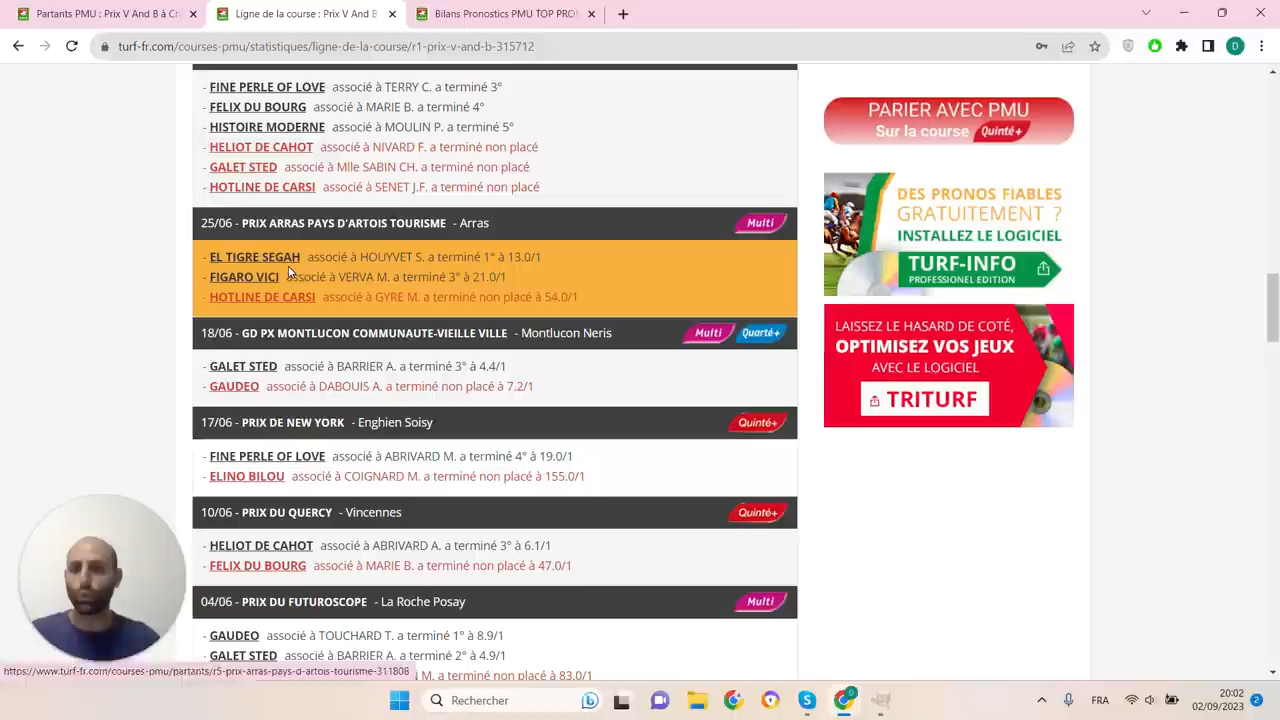 Partants PMU : Prix V And B à Cr
Ligne de la course : Prix V And B
Bilans Pronostics PMU TOP PRO
turf-fr.com/courses-pmu/statistiques/ligne-de-la-course/r1-prix-v-and-b-315712
D
- FINE PERLE OF LOVE associé à TERRY C. a terminé 3°
- FELIX DU BOURG associé à MARIE B. a terminé 4°
- HISTOIRE MODERNE associé à MOULIN P. a terminé 5°
- HELIOT DE CAHOT associé à NIVARD F. a terminé non placé
- GALET STED associé à Mlle SABIN CH. a terminé non placé
- HOTLINE DE CARSI associé à SENET J.F. a terminé non placé
25/06 - PRIX ARRAS PAYS D'ARTOIS TOURISME - Arras Multi
- EL TIGRE SEGAH associé à HOUYVET S. a terminé 1° à 13.0/1
- FIGARO VICI associé à VERVA M. a terminé 3° à 21.0/1
- HOTLINE DE CARSI associé à GYRE M. a terminé non placé à 54.0/1
18/06 - GD PX MONTLUCON COMMUNAUTE-VIEILLE VILLE - Montlucon Neris Multi Quarté+
- GALET STED associé à BARRIER A. a terminé 3° à 4.4/1
- GAUDEO associé à DABOUIS A. a terminé non placé à 7.2/1
17/06 - PRIX DE NEW YORK - Enghien Soisy Quinté+
- FINE PERLE OF LOVE associé à ABRIVARD M. a terminé 4° à 19.0/1
- ELINO BILOU associé à COIGNARD M. a terminé non placé à 155.0/1
10/06 - PRIX DU QUERCY - Vincennes Quinté+
- HELIOT DE CAHOT associé à ABRIVARD A. a terminé 3° à 6.1/1
- FELIX DU BOURG associé à MARIE B. a terminé non placé à 47.0/1
04/06 - PRIX DU FUTUROSCOPE - La Roche Posay Multi
- GAUDEO associé à TOUCHARD T. a terminé 1° à 8.9/1
- GALET STED associé à BARRIER A. a terminé 2° à 4.9/1
M. a terminé non placé à 83.0/1
PARIER AVEC PMU
Sur la course Quinté+
DES PRONOS FIABLES
GRATUITEMENT ?
INSTALLEZ LE LOGICIEL
TURF-INFO
PROFESSIONEL EDITION
LAISSEZ LE HASARD DE COTÉ,
OPTIMISEZ VOS JEUX
AVEC LE LOGICIEL
TRITURF
https://www.turf-fr.com/courses-pmu/partants/r5-prix-arras-pays-d-artois-tourisme-311808
Rechercher
FRA
20:02
02/09/2023
2